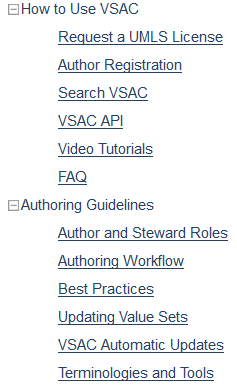 How to Use VSAC
Request a UMLS License
Author Registration
Search VSAC
VSAC API
Video Tutorials
FAQ
Authoring Guidelines
Author and Steward Roles
Authoring Workflow
Best Practices
Updating Value Sets
VSAC Automatic Updates
Terminologies and Tools